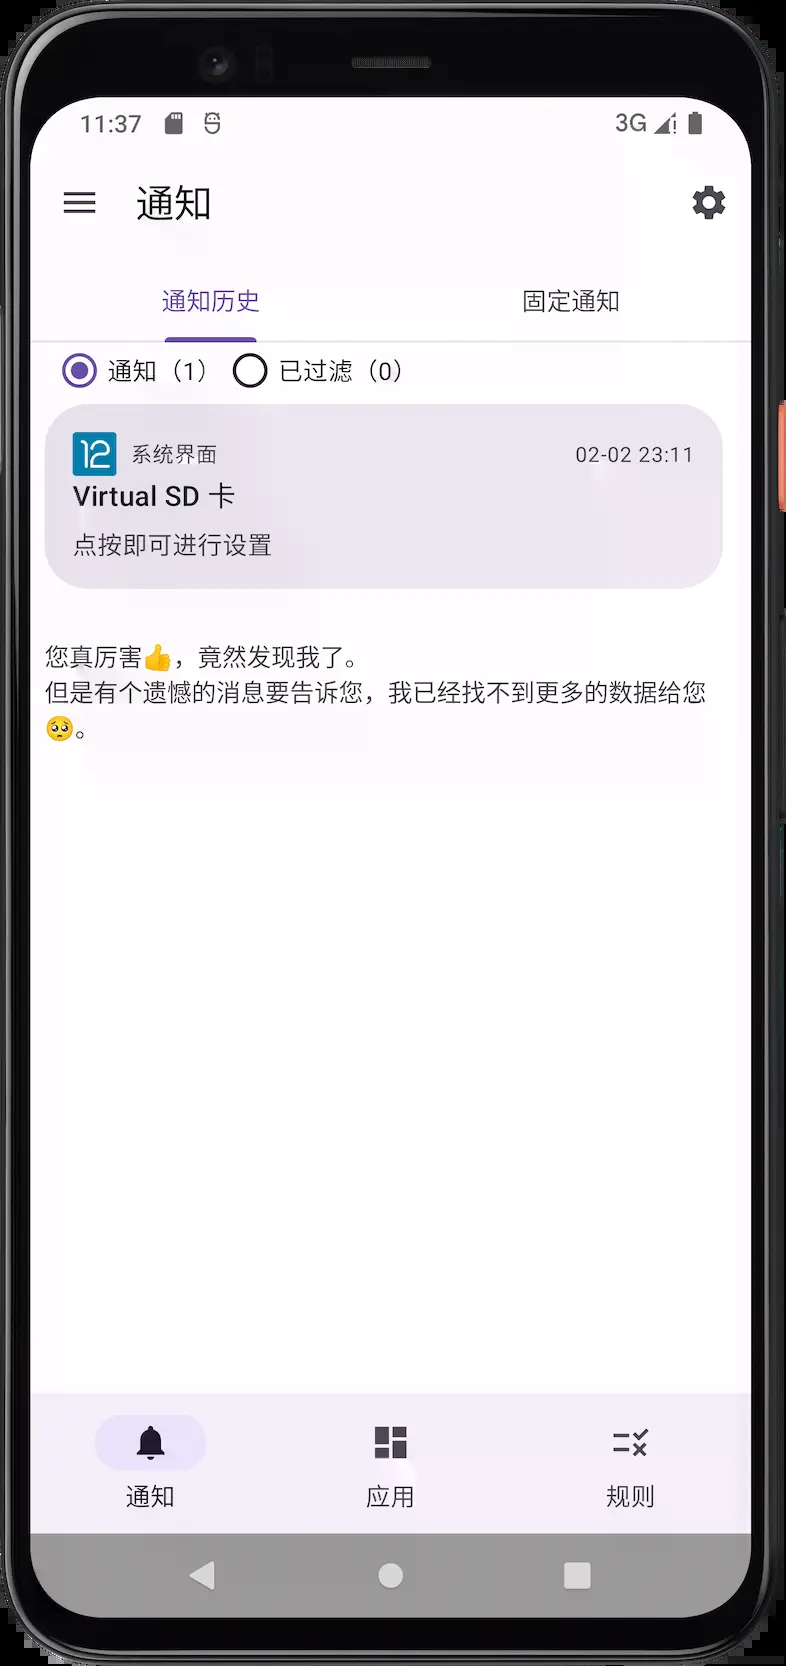 11:37
3G
通知
通知历史
固定通知
通知（1）
已过滤（0）
12 系统界面
02-02 23:11
Virtual SD 卡
点按即可进行设置
您真厉害👍，竟然发现我了。
但是有个遗憾的消息要告诉您，我已经找不到更多的数据给您
🥺。
通知
应用
规则